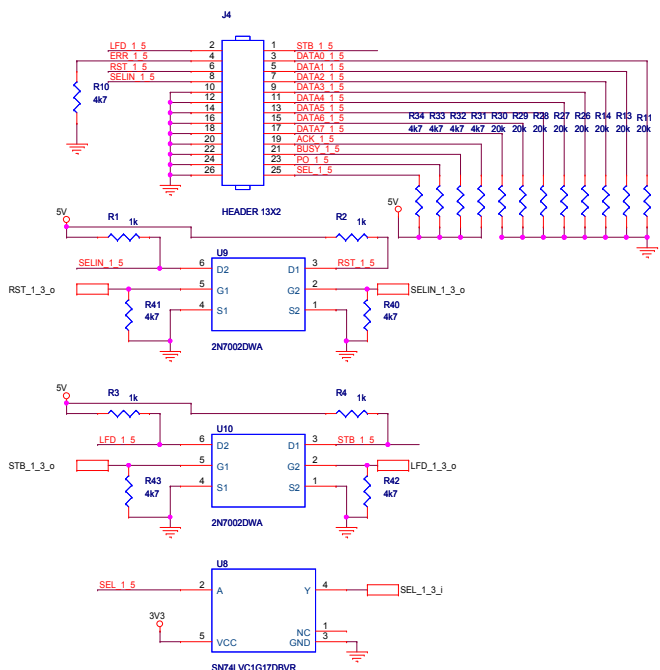 J4
LFD_1_5 2 1 STB_1_5
ERR_1_5 4 3 DATA0_1_5
RST_1_5 6 5 DATA1_1_5
SELIN_1_5 8 7 DATA2_1_5
10 9 DATA3_1_5
12 11 DATA4_1_5
14 13 DATA5_1_5
16 15 DATA6_1_5
18 17 DATA7_1_5
20 19 ACK_1_5
22 21 BUSY_1_5
24 23 PO_1_5
26 25 SEL_1_5
R10
4k7
R34 R33 R32 R31 R30 R29 R28 R27 R26 R14 R13 R11
4k7 4k7 4k7 4k7 20k 20k 20k 20k 20k 20k 20k 20k
HEADER 13X2
5V R1 1k R2 1k 5V
U9
SELIN_1_5 6 D2 D1 3 RST_1_5
RST_1_3_o 5 G1 G2 2 SELIN_1_3_o
R41 4 S1 S2 1 R40
4k7 4k7
2N7002DWA
5V R3 1k R4 1k
U10
LFD_1_5 6 D2 D1 3 STB_1_5
STB_1_3_o 5 G1 G2 2 LFD_1_3_o
R43 4 S1 S2 1 R42
4k7 4k7
2N7002DWA
U8
SEL_1_5 2 A Y 4 SEL_1_3_i
3V3
NC 1
5 VCC GND 3
SN74LVC1G17DBVR